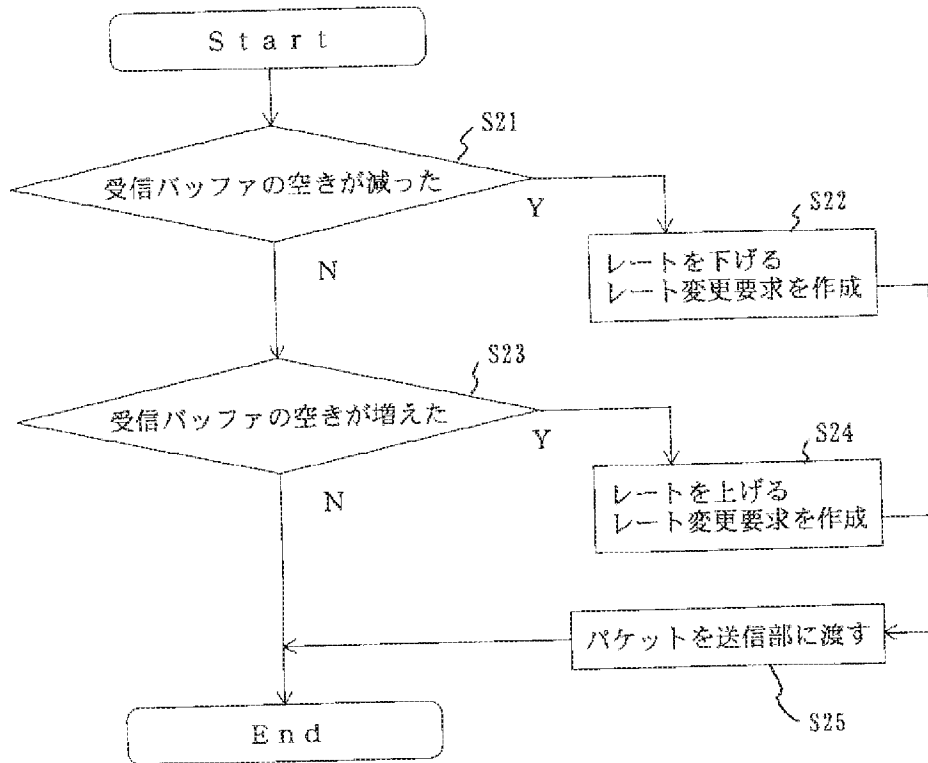 Start
S21
受信バッファの空きが減った
Y
S22
N
レートを下げる
レート変更要求を作成
S23
受信バッファの空きが増えた
Y
S24
N
レートを上げる
レート変更要求を作成
パケットを送信部に渡す
S25
End